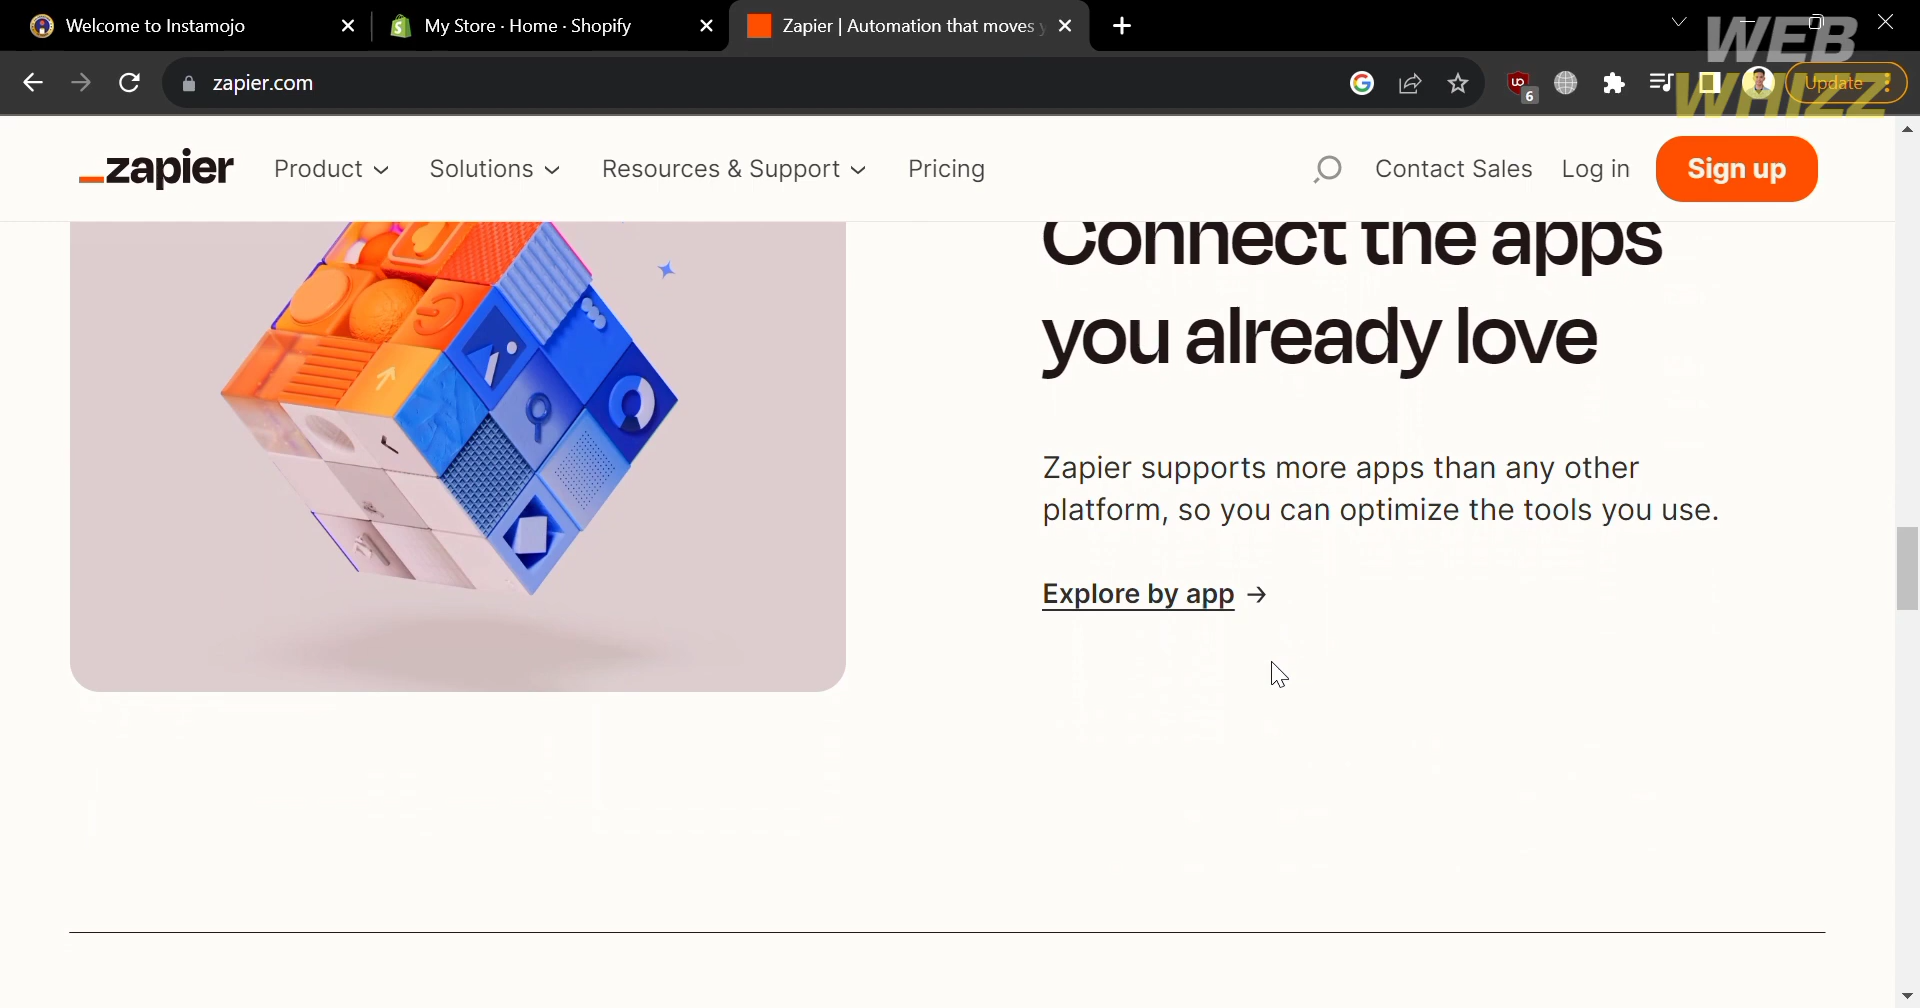 Welcome to Instamojo
My Store · Home · Shopify
Zapier | Automation that moves y
WEB
WHIZZ
zapier.com
6
Update
zapier
Product
Solutions
Resources & Support
Pricing
Contact Sales
Log in
Sign up
Connect the apps
you already love
Zapier supports more apps than any other
platform, so you can optimize the tools you use.
Explore by app →